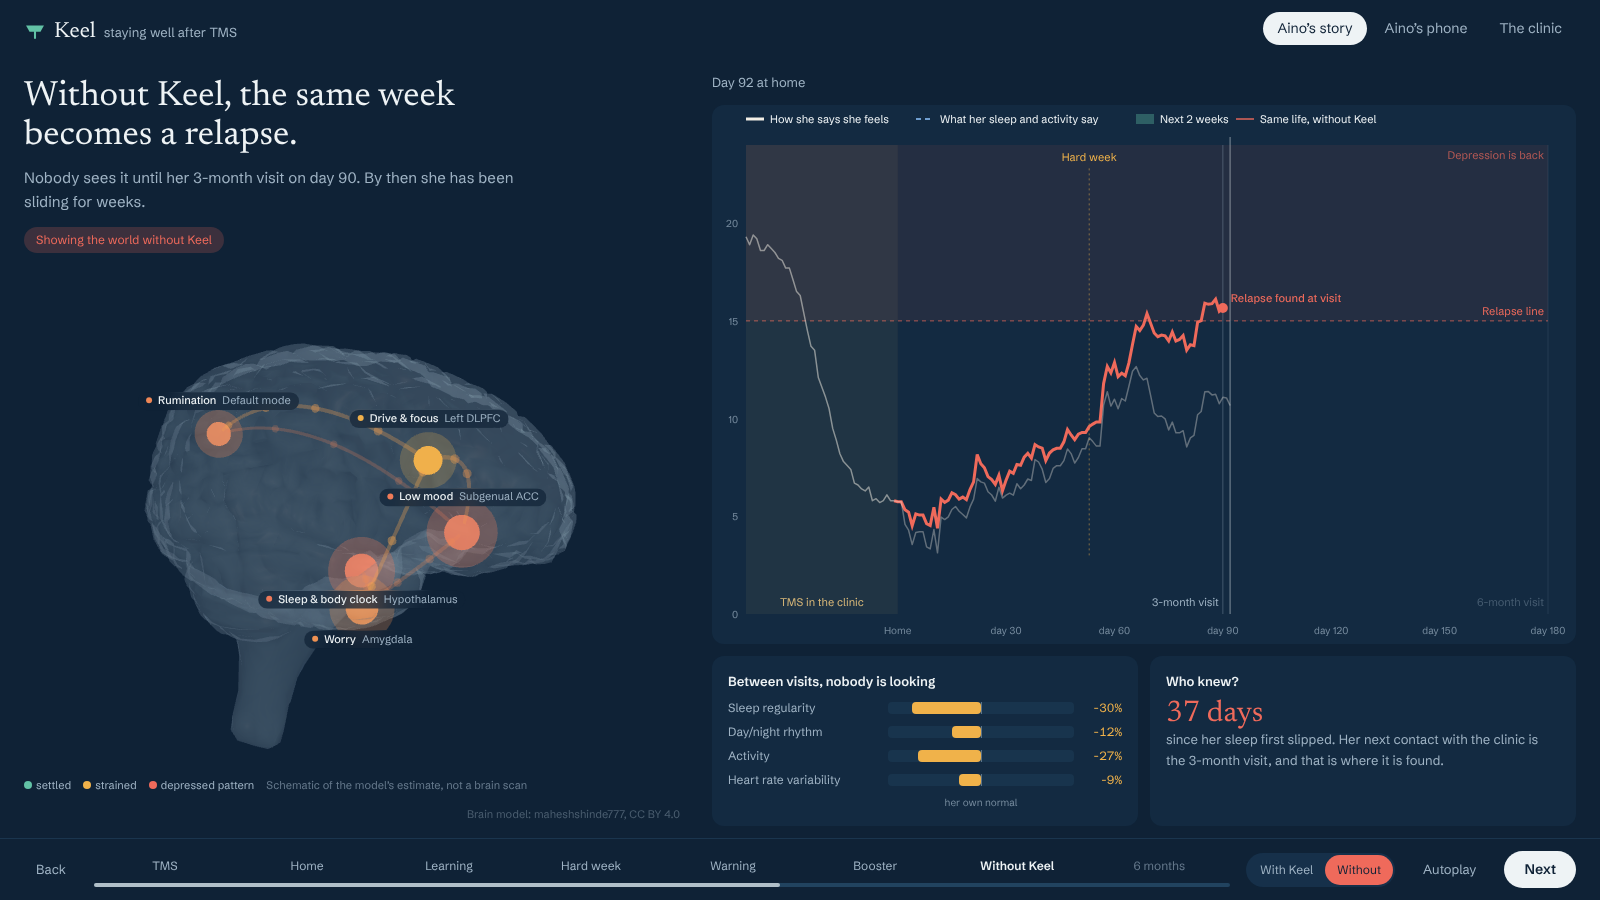 Keel staying well after TMS
Aino's story
Aino's phone
The clinic
Without Keel, the same week
becomes a relapse.
Nobody sees it until her 3-month visit on day 90. By then she has been
sliding for weeks.
Showing the world without Keel
Rumination Default mode
Drive & focus Left DLPFC
Low mood Subgenual ACC
Sleep & body clock Hypothalamus
Worry Amygdala
settled
strained
depressed pattern
Schematic of the model's estimate, not a brain scan
Brain model: maheshshinde777, CC BY 4.0
Day 92 at home
How she says she feels
What her sleep and activity say
Next 2 weeks
Same life, without Keel
Hard week
Depression is back
20
Relapse found at visit
Relapse line
15
10
5
TMS in the clinic
3-month visit
6-month visit
0
Home
day 30
day 60
day 90
day 120
day 150
day 180
Between visits, nobody is looking
Sleep regularity -30%
Day/night rhythm -12%
Activity -27%
Heart rate variability -9%
her own normal
Who knew?
37 days
since her sleep first slipped. Her next contact with the clinic is
the 3-month visit, and that is where it is found.
Back
TMS
Home
Learning
Hard week
Warning
Booster
Without Keel
6 months
With Keel
Without
Autoplay
Next